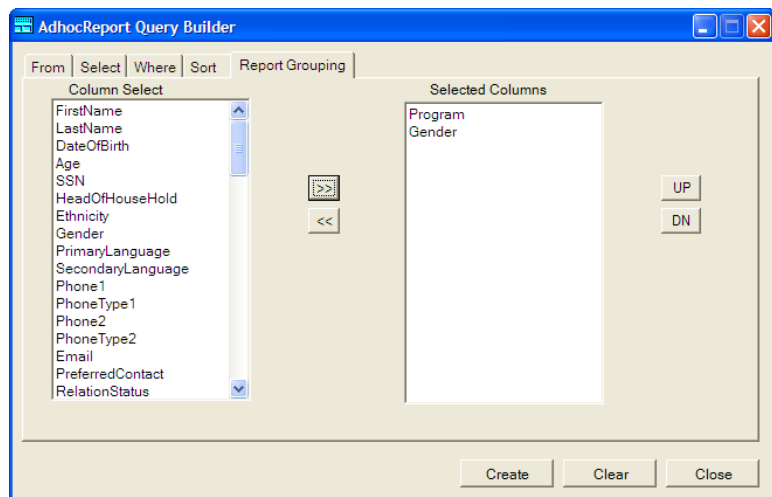 AdhocReport Query Builder
From Select Where Sort Report Grouping
Column Select
FirstName
LastName
DateOfBirth
Age
SSN
HeadOfHouseHold
Ethnicity
Gender
PrimaryLanguage
SecondaryLanguage
Phone1
PhoneType1
Phone2
PhoneType2
Email
PreferredContact
RelationStatus
>>
<<
Selected Columns
Program
Gender
UP
DN
Create Clear Close